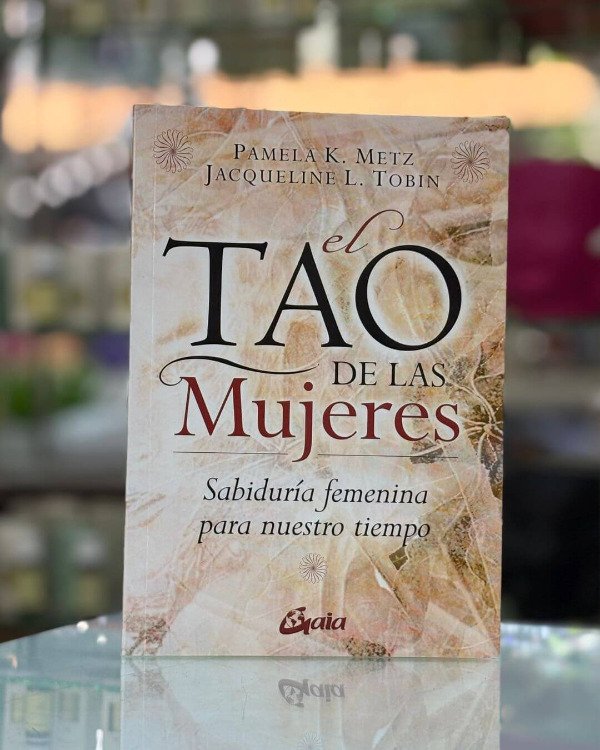 PAMELA K. METZ
JACQUELINE L. TOBIN
el
TAO
DE LAS
Mujeres
Sabiduría femenina
para nuestro tiempo
Gaia